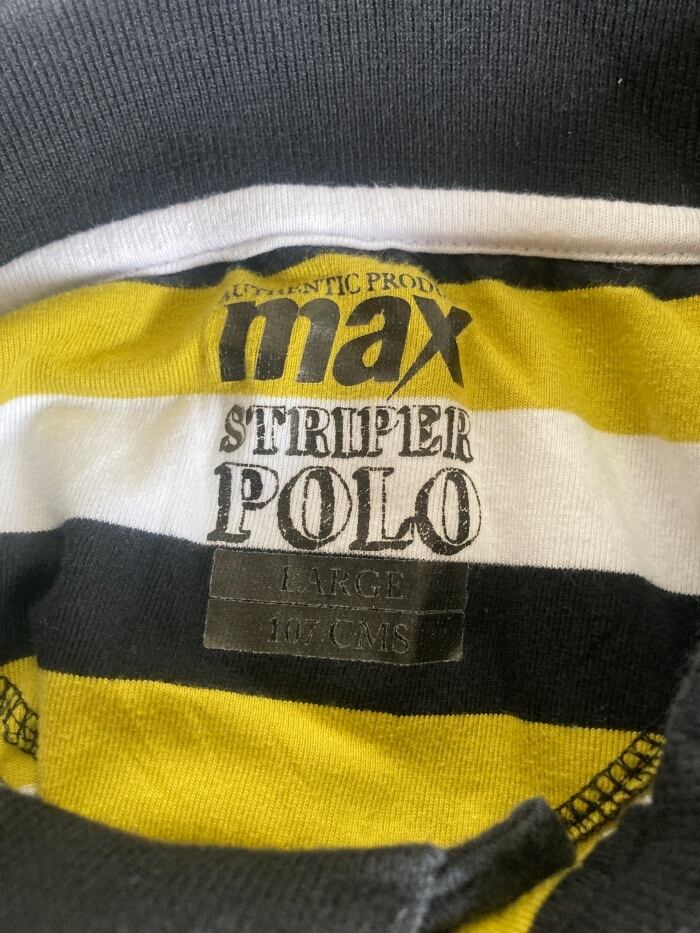 AUTHENTIC
max
STRIPER
POLO
LARGE
107 CMS